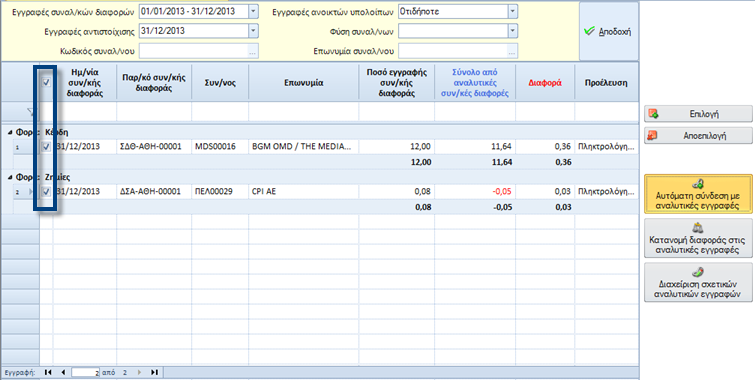 Εγγραφές συναλ/κών διαφορών 01/01/2013 - 31/12/2013 Εγγραφές ανοικτών υπολοίπων Οτιδήποτε
Εγγραφές αντιστοίχισης 31/12/2013 Φύση συναλ/νων Αποδοχή
Κωδικός συναλ/νου ... Επωνυμία συναλ/νου ...
Ημ/νία συν/κής διαφοράς Παρ/κό συν/κής διαφοράς Συν/νος Επωνυμία Ποσό εγγραφής συν/κής διαφοράς Σύνολο από αναλυτικές συν/κές διαφορές Διαφορά Προέλευση
Φορά: Κέρδη
1 31/12/2013 ΣΔΘ-ΑΘΗ-00001 MDS00016 BGM OMD / THE MEDIA... 12,00 11,64 0,36 Πληκτρολόγη...
12,00 11,64 0,36
Φορά: Ζημίες
2 31/12/2013 ΔΣΑ-ΑΘΗ-00001 ΠΕΛ00029 CPI AE 0,08 -0,05 0,03 Πληκτρολόγη...
0,08 -0,05 0,03
Επιλογή
Αποεπιλογή
Αυτόματη σύνδεση με
αναλυτικές εγγραφές
Κατανομή διαφοράς στις
αναλυτικές εγγραφές
Διαχείριση σχετικών
αναλυτικών εγγραφών
Εγγραφή: 2 από 2